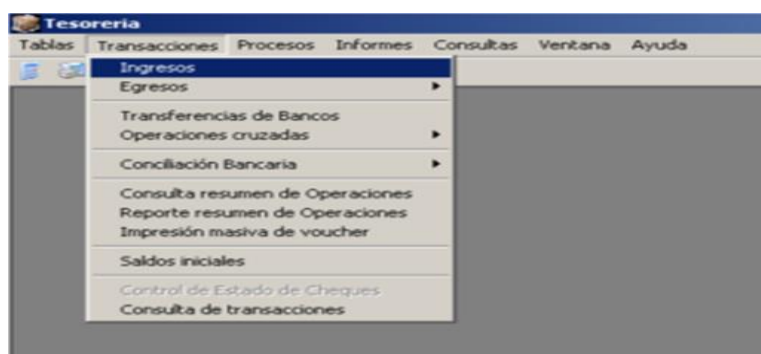 Tesoreria
Tablas Transacciones Procesos Informes Consultas Ventana Ayuda
Ingresos
Egresos
Transferencias de Bancos
Operaciones cruzadas
Conciliación Bancaria
Consulta resumen de Operaciones
Reporte resumen de Operaciones
Impresión masiva de voucher
Saldos iniciales
Control de Estado de Cheques
Consulta de transacciones